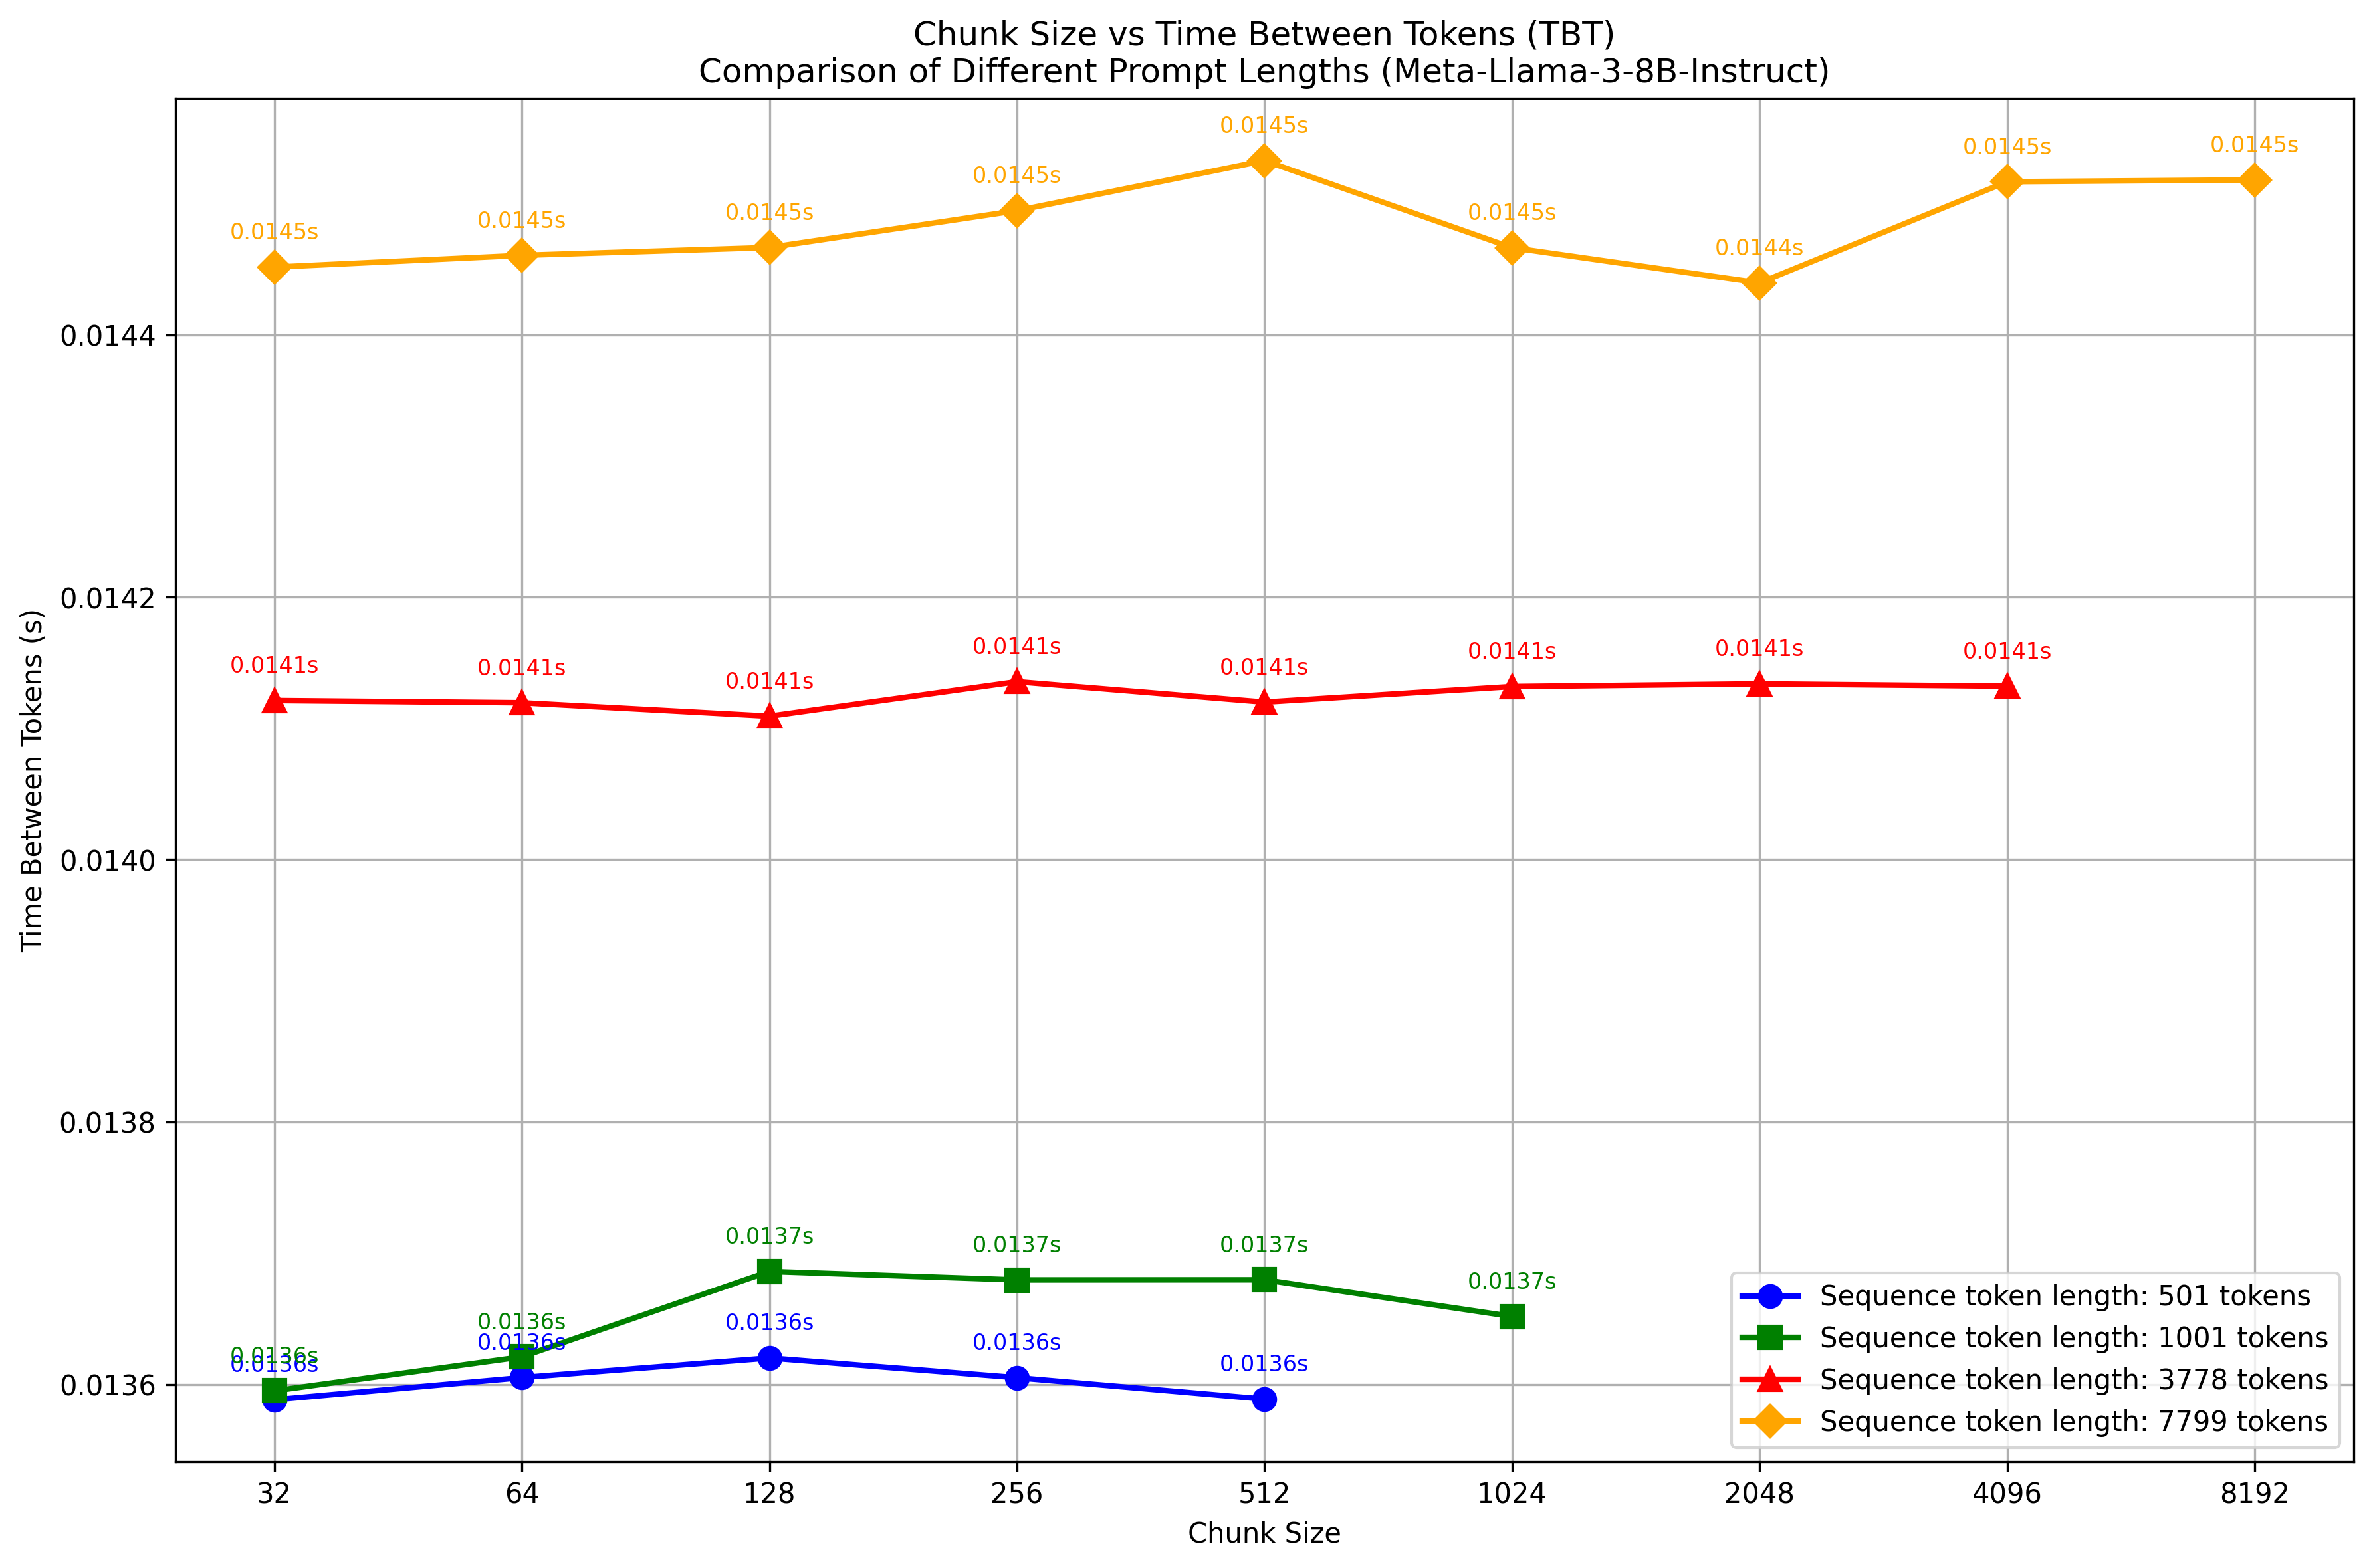 Chunk Size vs Time Between Tokens (TBT)
Comparison of Different Prompt Lengths (Meta-Llama-3-8B-Instruct)
0.0145s
0.0145s
0.0145s
0.0145s
0.0145s
0.0145s
0.0144s
0.0145s
0.0145s
0.0141s
0.0141s
0.0141s
0.0141s
0.0141s
0.0141s
0.0141s
0.0141s
0.0136s
0.0136s
0.0137s
0.0137s
0.0137s
0.0137s
0.0136s
0.0136s
0.0136s
0.0136s
0.0136s
0.0144
0.0142
0.0140
0.0138
0.0136
Time Between Tokens (s)
Sequence token length: 501 tokens
Sequence token length: 1001 tokens
Sequence token length: 3778 tokens
Sequence token length: 7799 tokens
32 64 128 256 512 1024 2048 4096 8192
Chunk Size